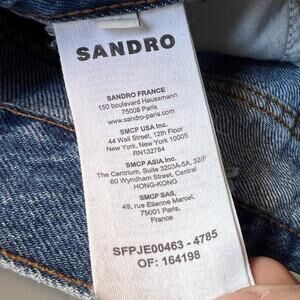 SANDRO
SANDRO FRANCE
150 boulevard Haussmann
75008 Paris
www.sandro-paris.com
SMCP USA Inc.
44 Wall Street, 12th Floor
New York, New York 10005
RN132784
SMCP ASIA Inc.
The Centrium, Suite 3203A-5A, 32/F
60 Wyndham Street, Central
HONG-KONG
SMCP SAS,
49, rue Etienne Marcel,
75001 Paris,
France
SFPJE00463 - 4785
OF: 164198